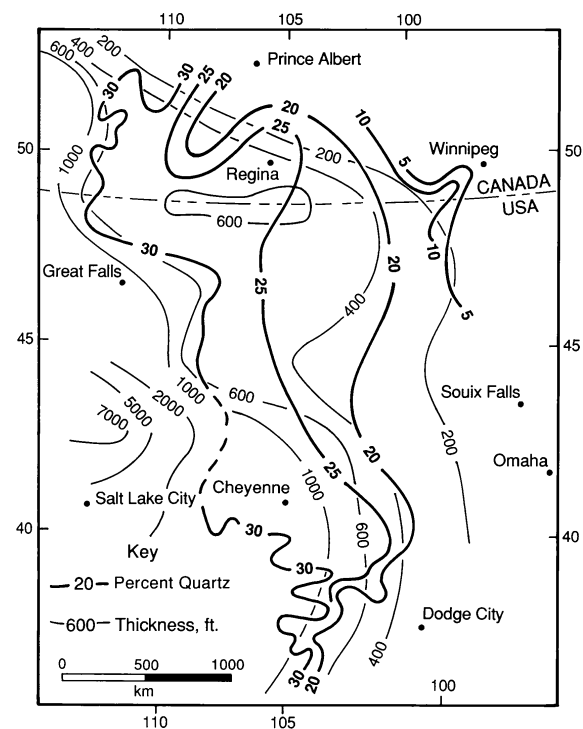 110 105 100
600 400 200
30 30 25 20
Prince Albert
20
25
10
5
200
50 50
1000
Winnipeg
Regina
CANADA
USA
600
10
30
20
Great Falls
25
400
5
45 45
1000
600
5000
2000
7000
Souix Falls
200
20
25
Omaha
1000
Salt Lake City
Cheyenne
600
40 40
30
Key
30
20 Percent Quartz
600 Thickness, ft.
Dodge City
400
0 500 1000
km
30 20
100
110 105